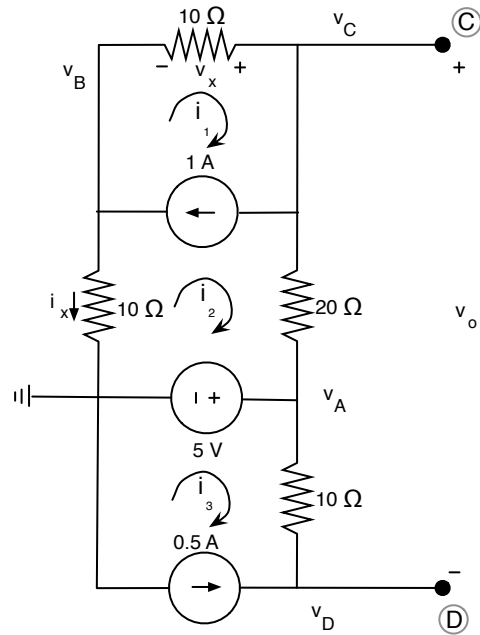 10 Ω
v_C
C
v_B
− v_x +
+
i_1
1 A
i_x
10 Ω
i_2
20 Ω
v_o
− +
v_A
5 V
i_3
10 Ω
0.5 A
−
v_D
D